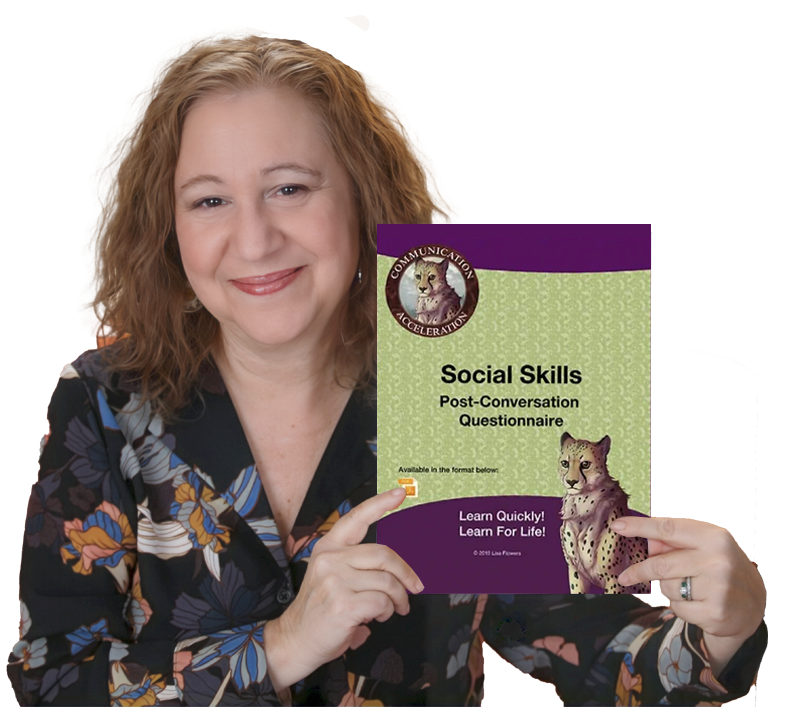 COMMUNICATION
ACCELERATION
Social Skills
Post-Conversation
Questionnaire
Available in the format below:
Learn Quickly!
Learn For Life!
© 2015 Lisa Flowers